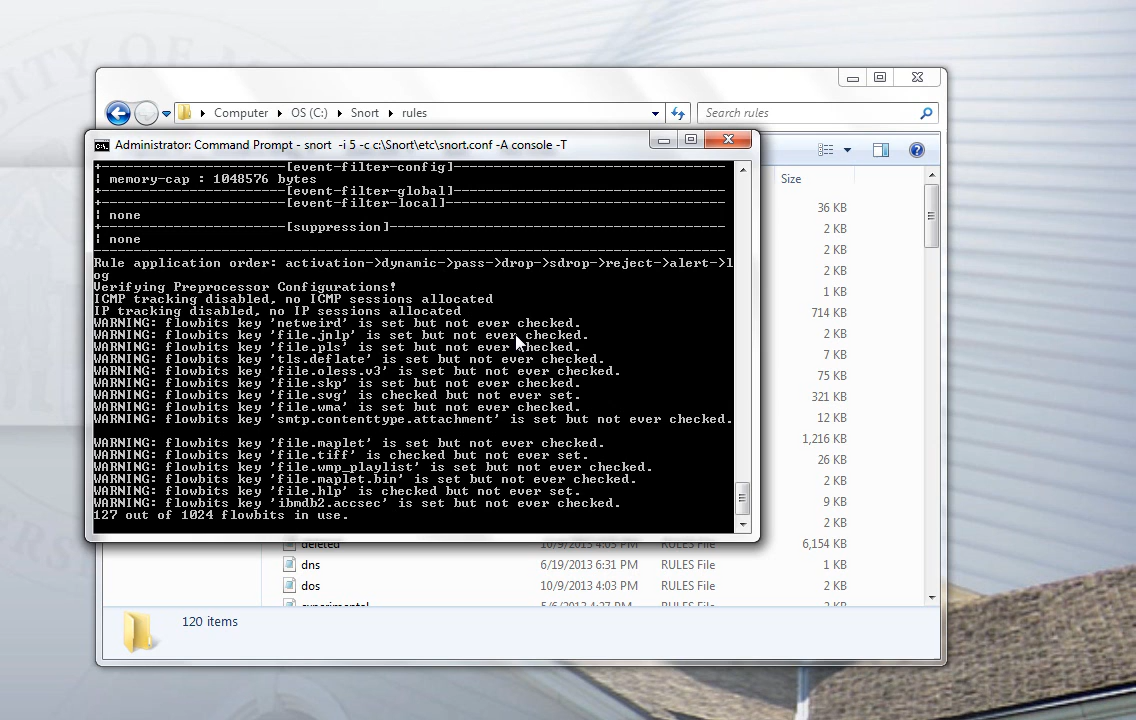 Computer ▸ OS (C:) ▸ Snort ▸ rules
Search rules
Administrator: Command Prompt - snort -i 5 -c c:\Snort\etc\snort.conf -A console -T
+-----------------------[event-filter-config]----------------------------------
| memory-cap : 1048576 bytes
+-----------------------[event-filter-global]----------------------------------
+-----------------------[event-filter-local]-----------------------------------
| none
+-----------------------[suppression]------------------------------------------
| none
-------------------------------------------------------------------------------
Rule application order: activation->dynamic->pass->drop->sdrop->reject->alert->l
og
Verifying Preprocessor Configurations!
ICMP tracking disabled, no ICMP sessions allocated
IP tracking disabled, no IP sessions allocated
WARNING: flowbits key 'netweird' is set but not ever checked.
WARNING: flowbits key 'file.jnlp' is set but not ever checked.
WARNING: flowbits key 'file.pls' is set but not ever checked.
WARNING: flowbits key 'tls.deflate' is set but not ever checked.
WARNING: flowbits key 'file.oless.v3' is set but not ever checked.
WARNING: flowbits key 'file.skp' is set but not ever checked.
WARNING: flowbits key 'file.svg' is checked but not ever set.
WARNING: flowbits key 'file.wma' is set but not ever checked.
WARNING: flowbits key 'smtp.contenttype.attachment' is set but not ever checked.
WARNING: flowbits key 'file.maplet' is set but not ever checked.
WARNING: flowbits key 'file.tiff' is checked but not ever set.
WARNING: flowbits key 'file.wmp_playlist' is set but not ever checked.
WARNING: flowbits key 'file.maplet.bin' is set but not ever checked.
WARNING: flowbits key 'file.hlp' is checked but not ever set.
WARNING: flowbits key 'ibmdb2.accsec' is set but not ever checked.
127 out of 1024 flowbits in use.
Size
36 KB
2 KB
2 KB
2 KB
1 KB
714 KB
2 KB
7 KB
75 KB
321 KB
12 KB
1,216 KB
26 KB
2 KB
9 KB
2 KB
deleted 10/9/2013 4:03 PM RULES File 6,154 KB
dns 6/19/2013 6:31 PM RULES File 1 KB
dos 10/9/2013 4:03 PM RULES File 2 KB
experimental 5/6/2013 4:27 PM RULES File 2 KB
120 items